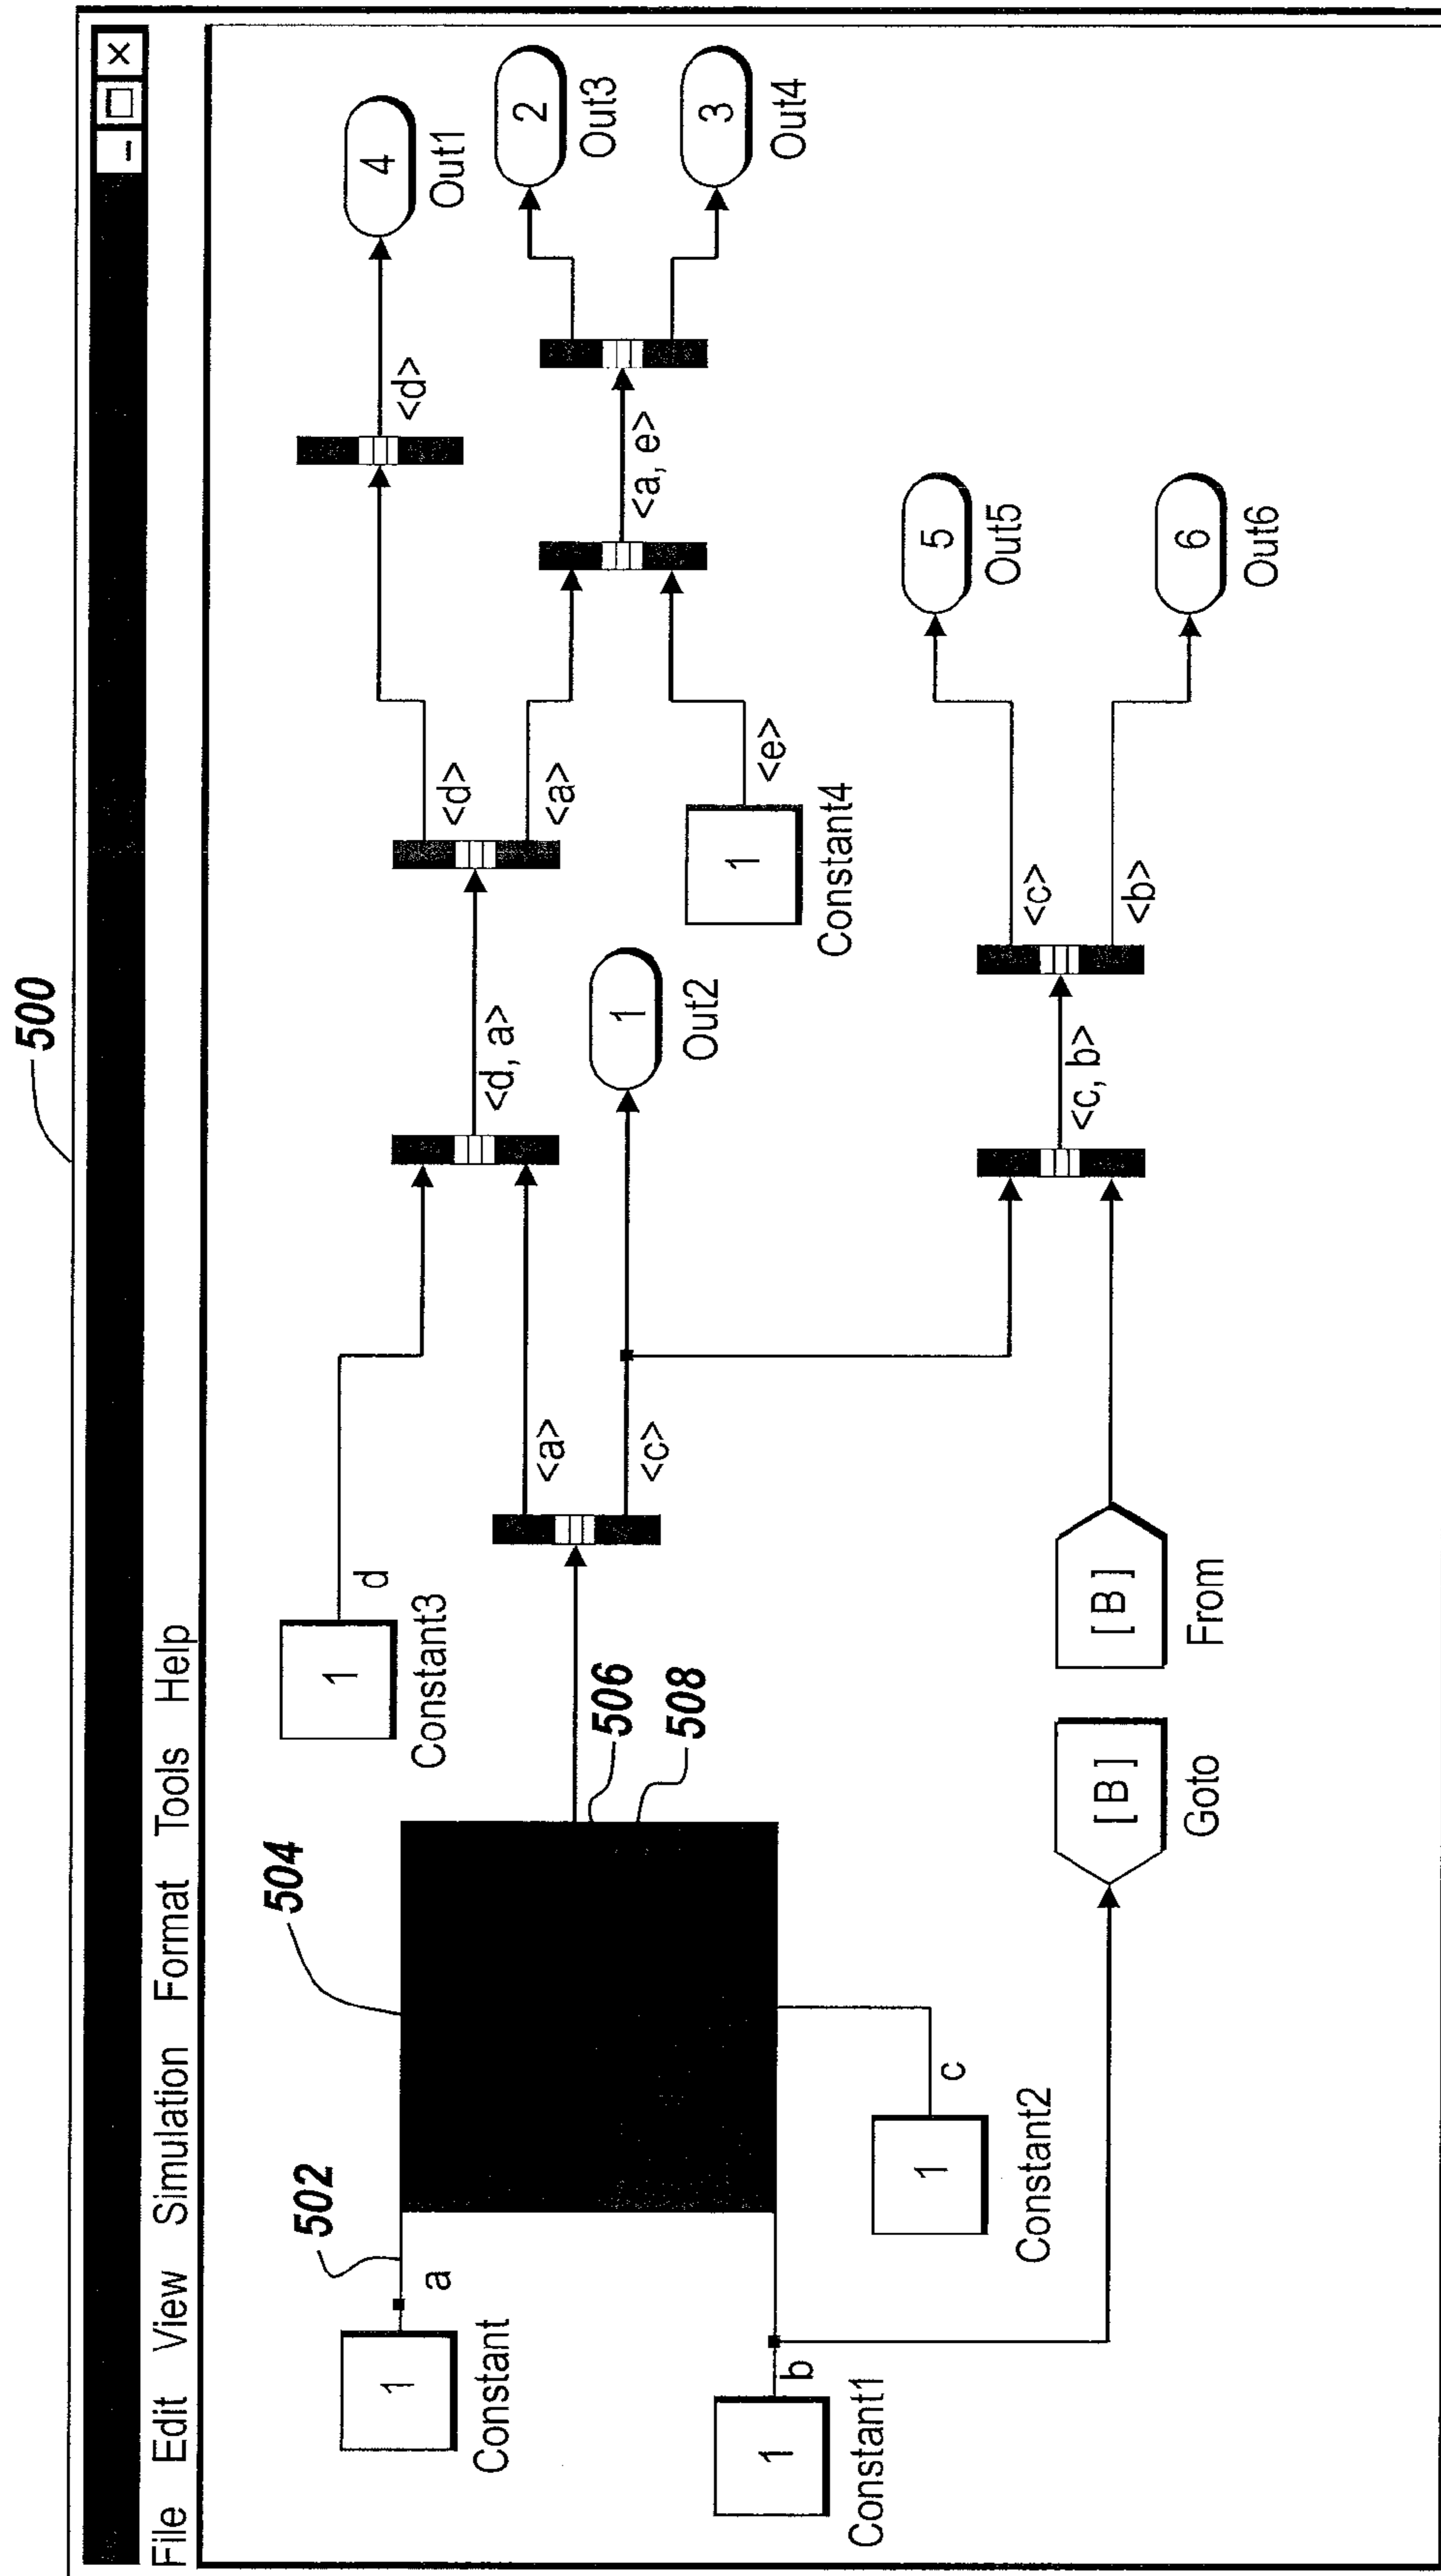 500
File Edit View Simulation Format Tools Help
4
Out1
<d>
2
Out3
3
Out4
<a, e>
<d>
<a>
<e>
1
Constant4
5
Out5
6
Out6
<c>
<b>
<d, a>
1
Out2
<c, b>
d
1
Constant3
<a>
<c>
506
508
504
502
a
1
Constant
b
1
Constant1
c
1
Constant2
[B]
Goto
[B]
From